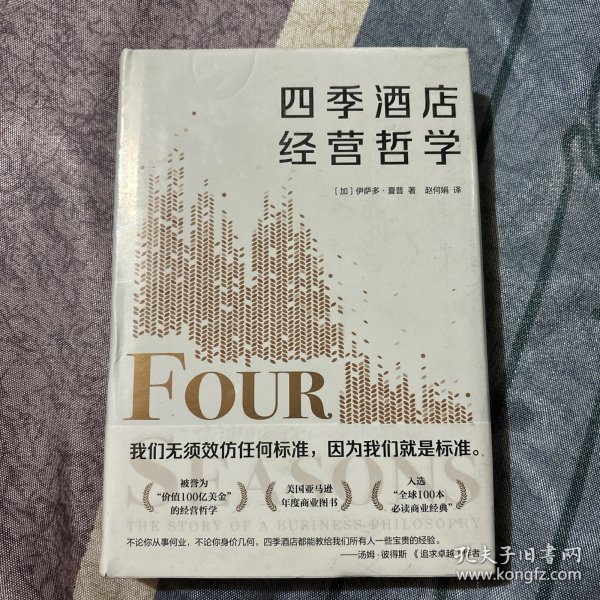 四季酒店
经营哲学
［加］伊萨多·夏普 著 赵何娟 译
FOUR
SEASONS
我们无须效仿任何标准，因为我们就是标准。
被誉为
“价值100亿美金”
的经营哲学
美国亚马逊
年度商业图书
入选
“全球100本
必读商业经典”
THE STORY OF A BUSINESS PHILOSOPHY
不论你从事何业，不论你身价几何，四季酒店都能教给我们所有人一些宝贵的经验。
——汤姆·彼得斯 《追求卓越》作者
孔夫子旧书网
www.kongfz.com